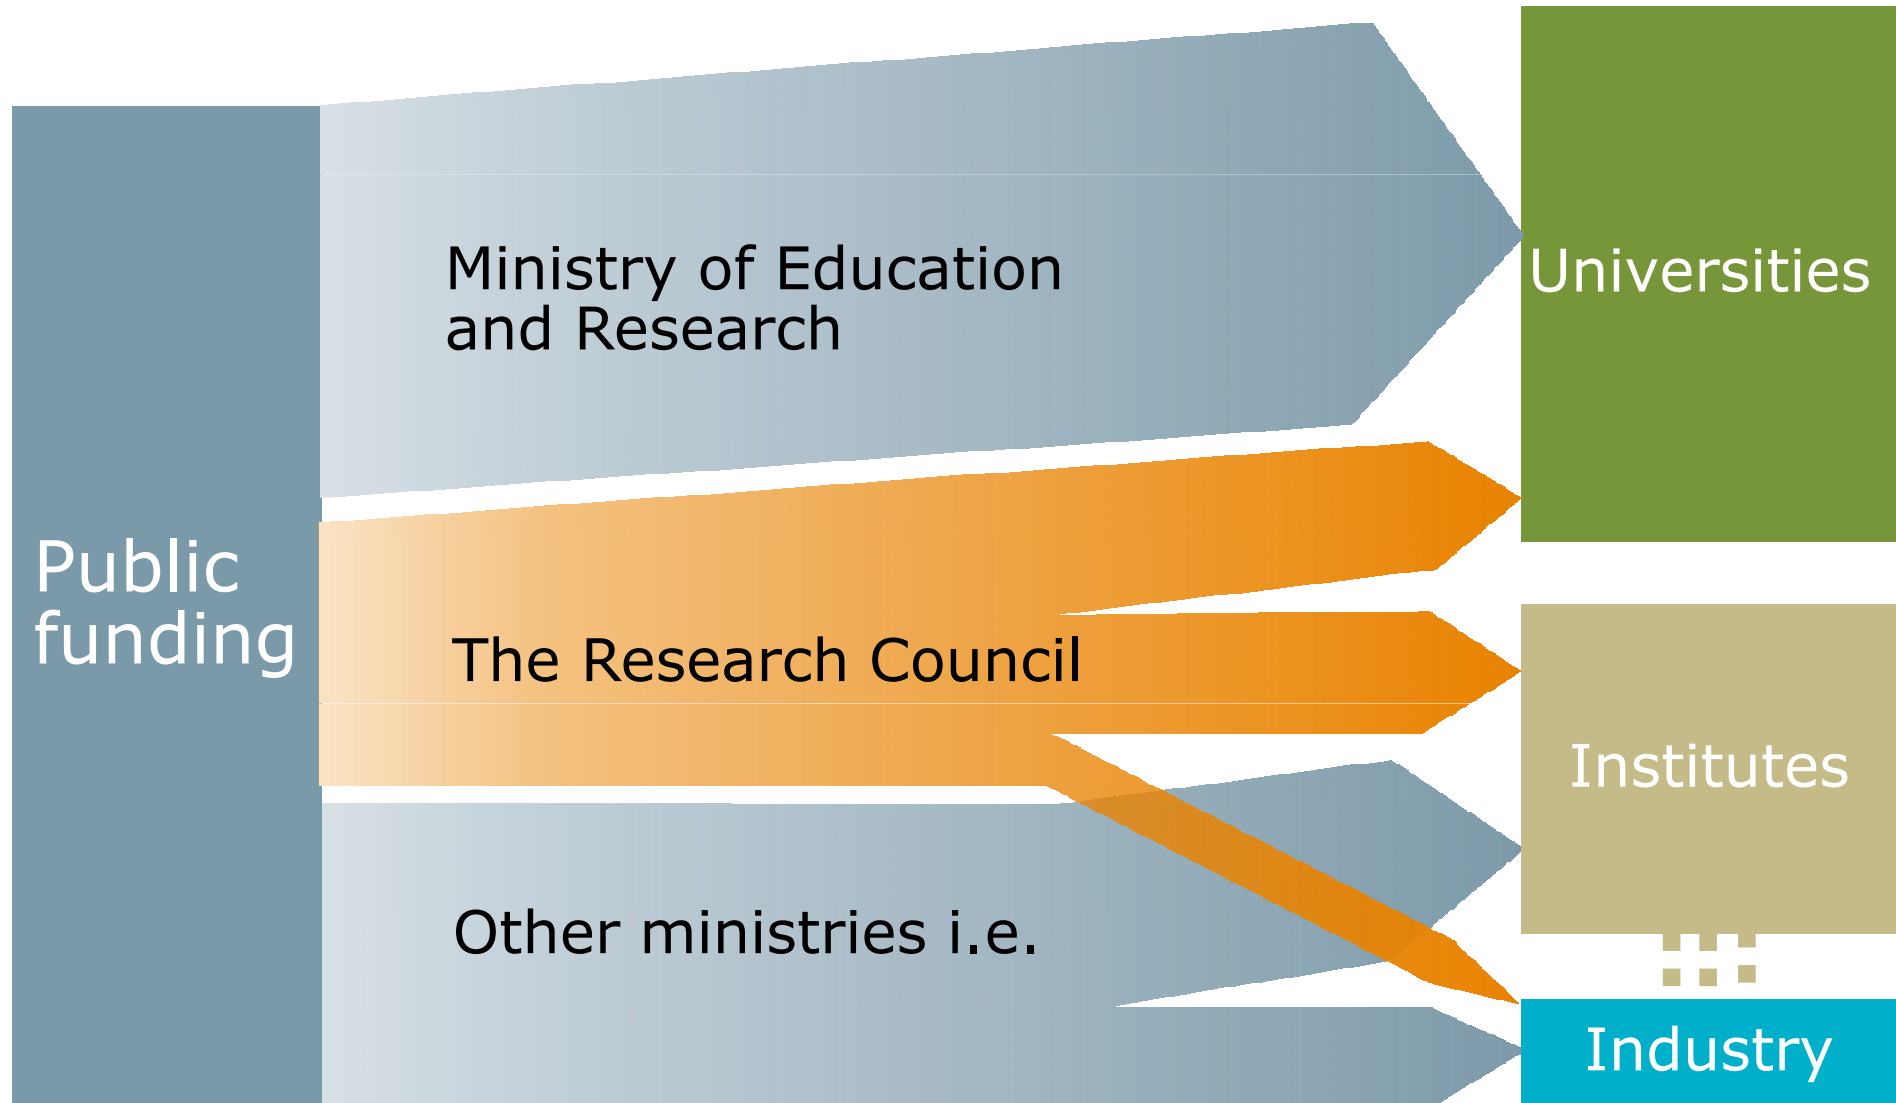 Public
funding
Ministry of Education
and Research
The Research Council
Other ministries i.e.
Universities
Institutes
Industry